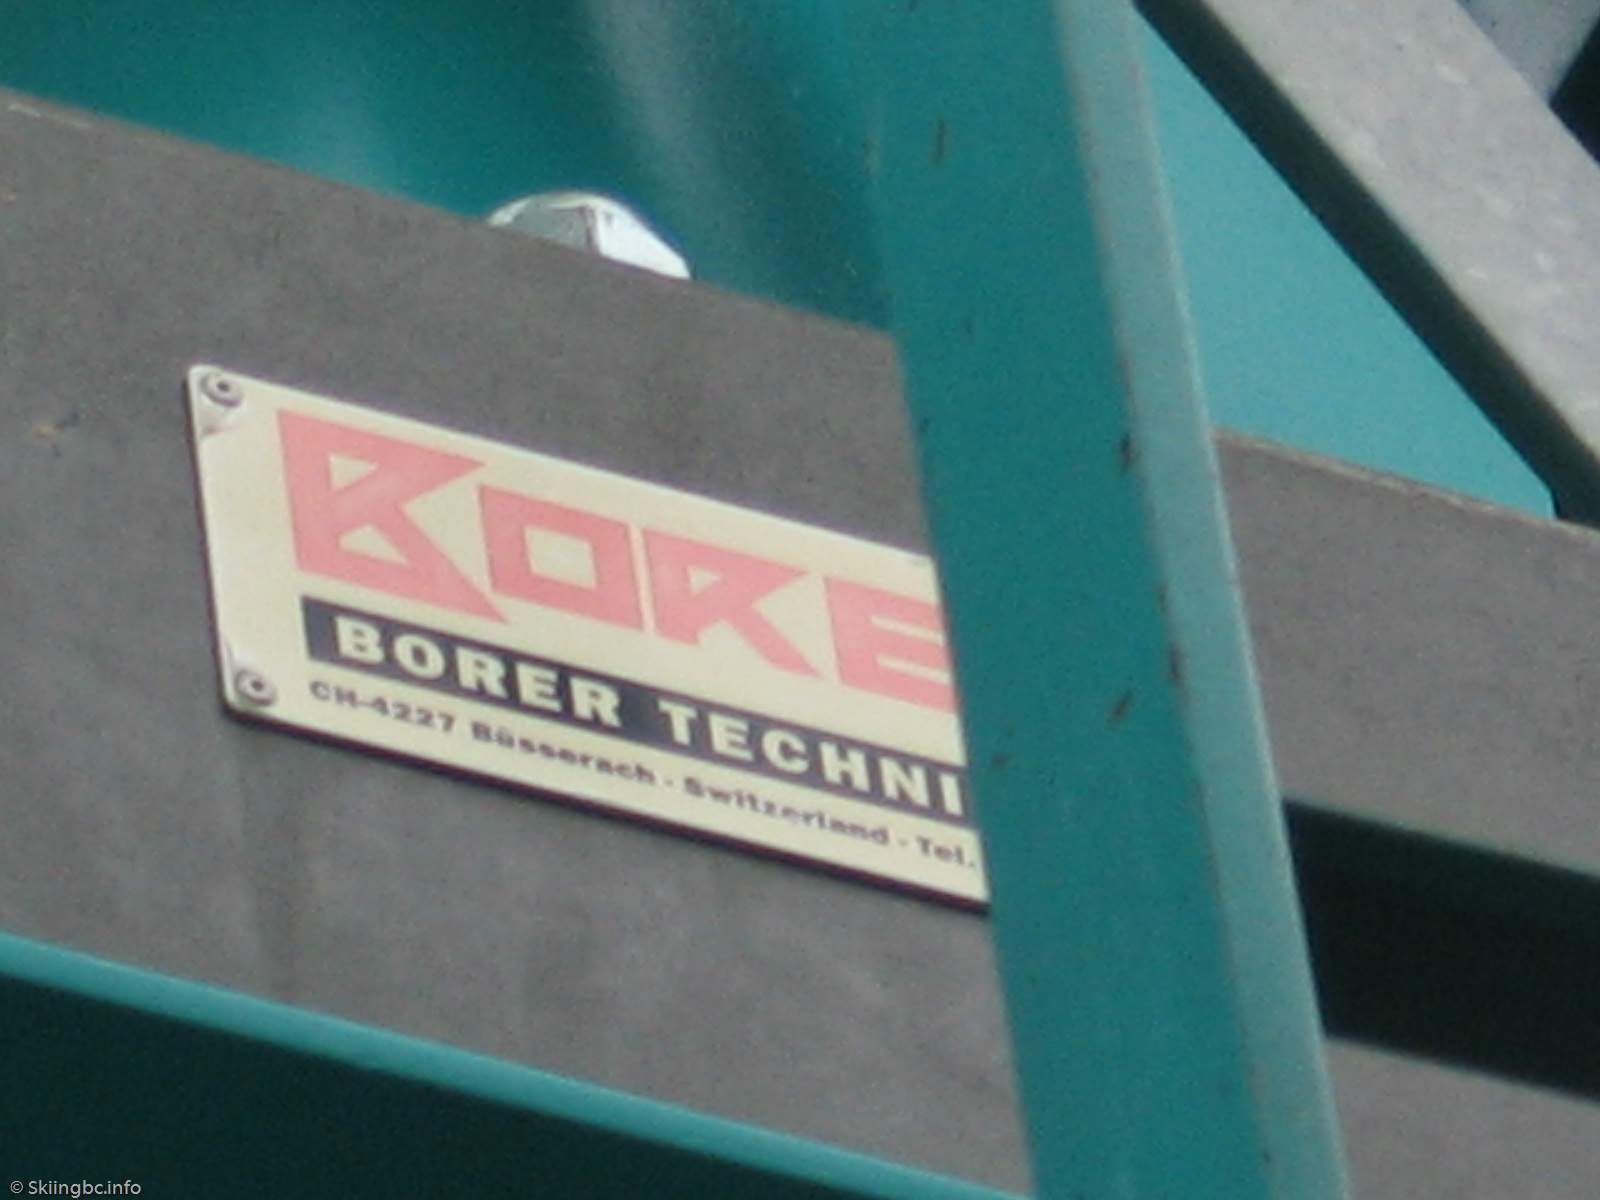 BORE
BORER TECHNI
CH-4227 Büsserach - Switzerland - Tel.
© Skiingbc.info